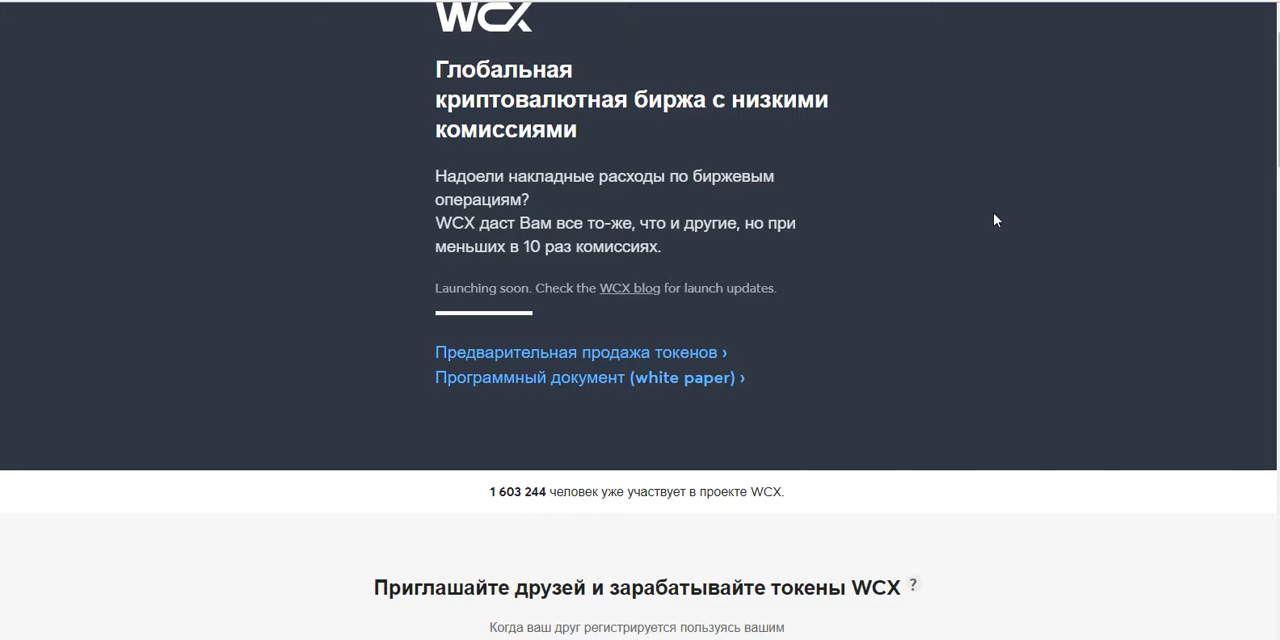 WCX
Глобальная
криптовалютная биржа с низкими
комиссиями
Надоели накладные расходы по биржевым
операциям?
WCX даст Вам все то-же, что и другие, но при
меньших в 10 раз комиссиях.
Launching soon. Check the WCX blog for launch updates.
Предварительная продажа токенов ›
Программный документ (white paper) ›
1 603 244 человек уже участвует в проекте WCX.
Приглашайте друзей и зарабатывайте токены WCX ?
Когда ваш друг регистрируется пользуясь вашим